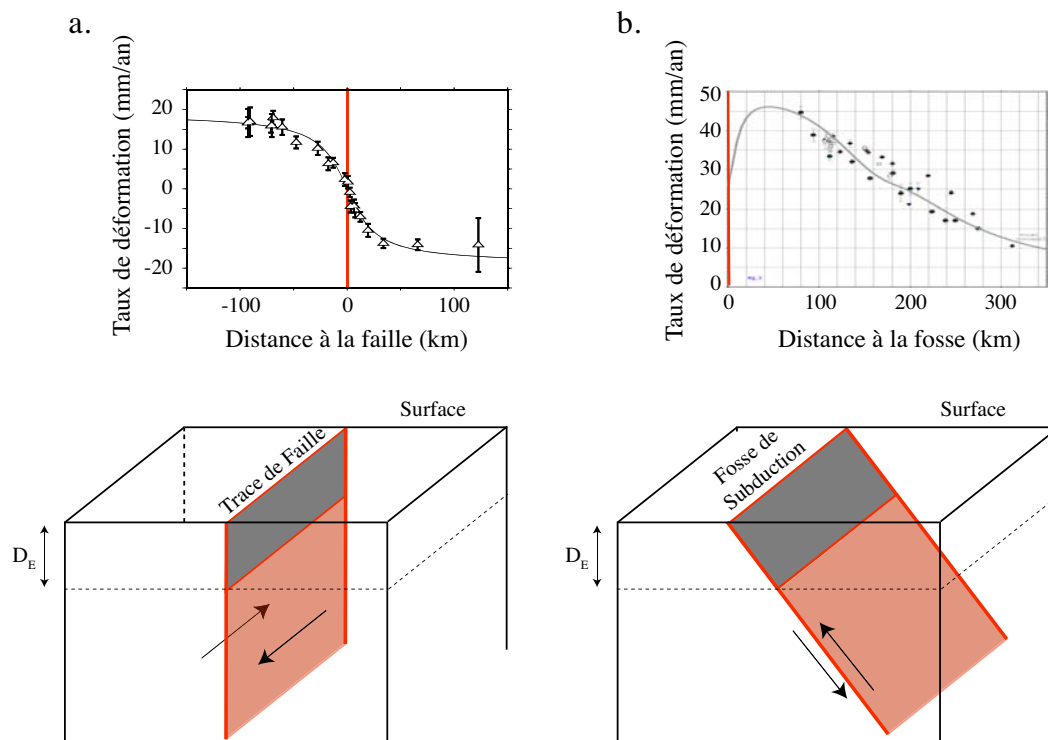 a.
Taux de déformation (mm/an)
20
10
0
-10
-20
-100
0
100
Distance à la faille (km)
b.
Taux de déformation (mm/an)
50
40
30
20
10
0
0
100
200
300
Distance à la fosse (km)
Surface
Trace de Faille
D_E
Surface
Fosse de
Subduction
D_E